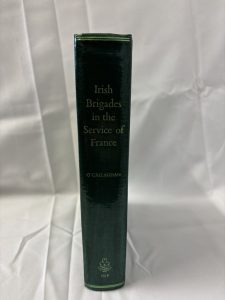 Irish
Brigades
in the
Service of
France
O'CALLAGHAN